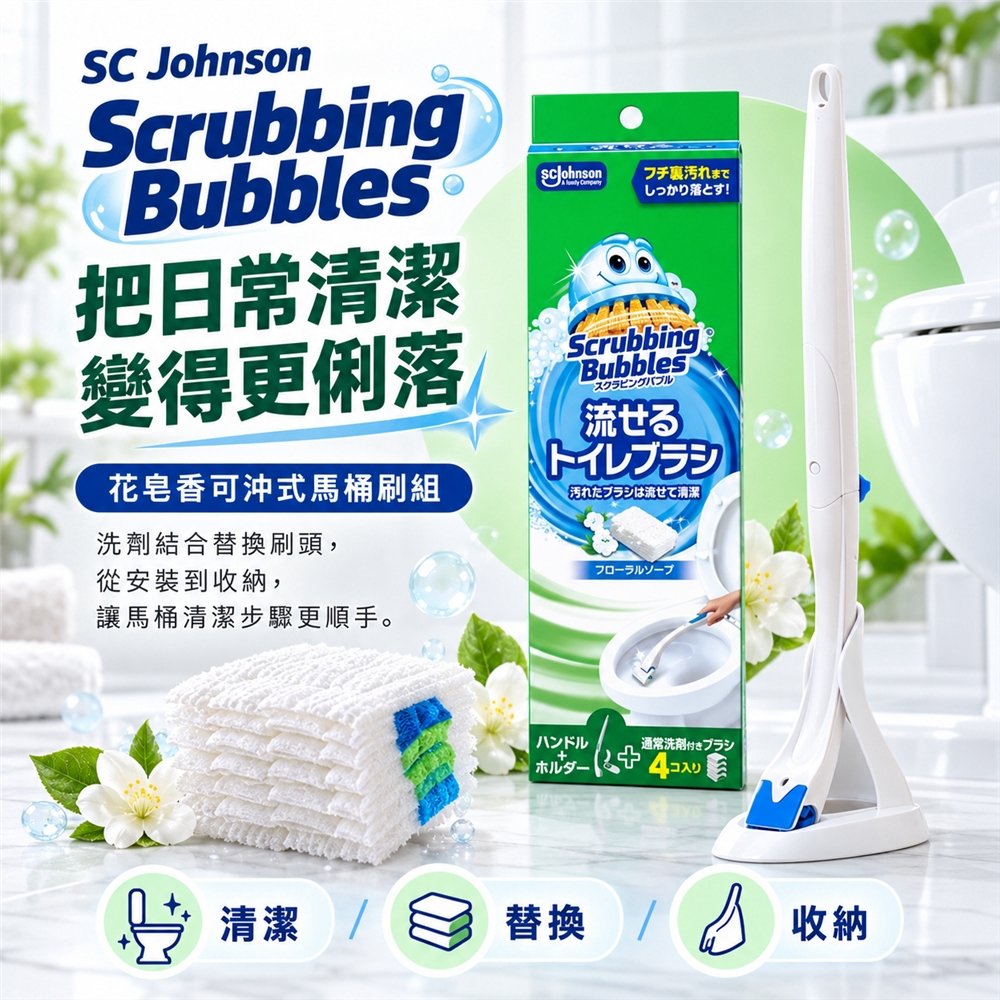 SC Johnson
Scrubbing
Bubbles
把日常清潔
變得更俐落
花皂香可沖式馬桶刷組
洗劑結合替換刷頭，
從安裝到收納，
讓馬桶清潔步驟更順手。
scjohnson
A family Company
フチ裏汚れまで
しっかり落とす!
Scrubbing
Bubbles
スクラビングバブル
流せる
トイレブラシ
汚れたブラシは流せて清潔
フローラルソープ
ハンドル
+
ホルダー
+
通常洗剤付きブラシ
4コ入り
清潔 / 替換 / 收納